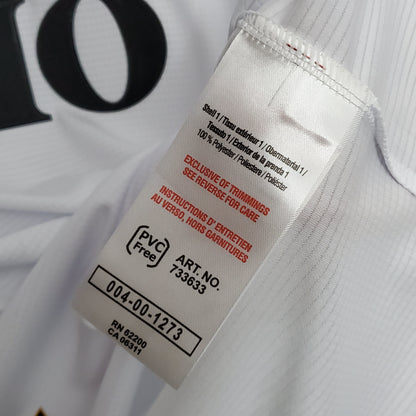 10
Shell 1 / Tissu extérieur 1 / Obermaterial 1 /
Tessuto 1 / Exterior de la prenda 1
100 % Polyester / Poliestere / Poliéster
EXCLUSIVE OF TRIMMINGS
SEE REVERSE FOR CARE
INSTRUCTIONS D'ENTRETIEN
AU VERSO, HORS GARNITURES
PVC
Free
ART. NO.
733633
004-00-1273
RN 62200
CA 06311